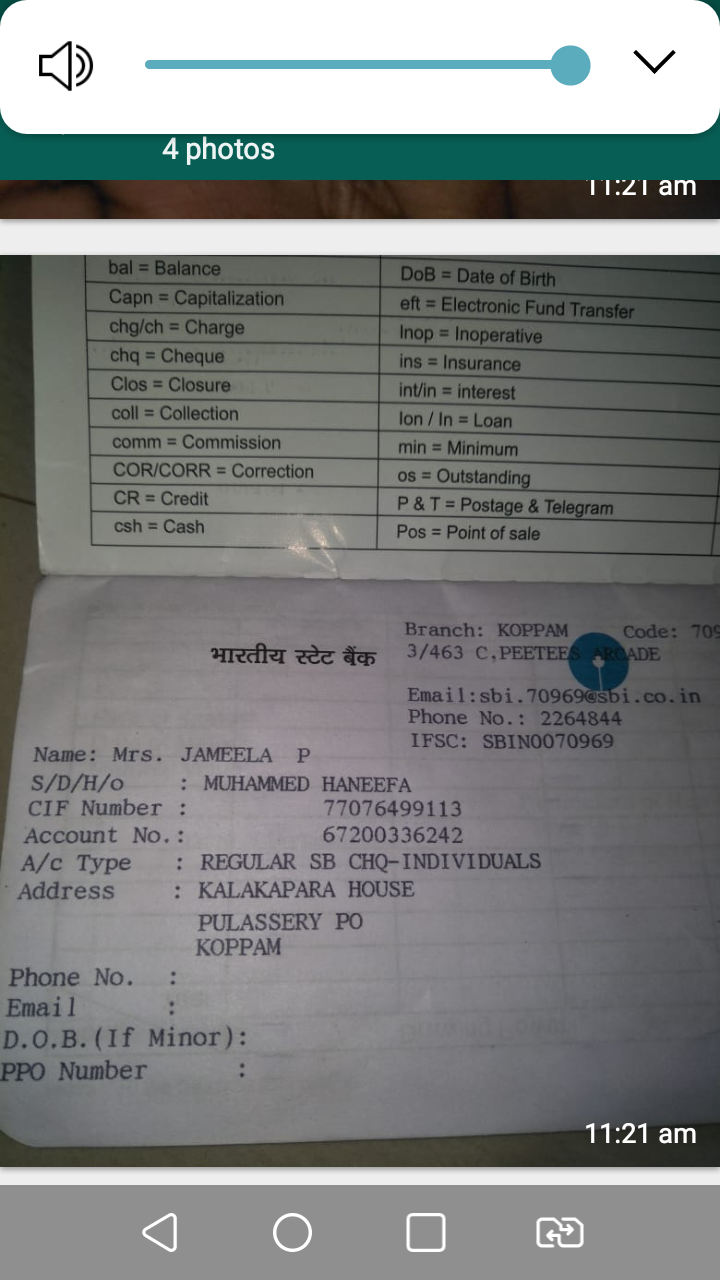 4 photos
11:21 am
bal = Balance
DoB = Date of Birth
Capn = Capitalization
eft = Electronic Fund Transfer
chg/ch = Charge
Inop = Inoperative
chq = Cheque
ins = Insurance
Clos = Closure
int/in = interest
coll = Collection
lon / ln = Loan
comm = Commission
min = Minimum
COR/CORR = Correction
os = Outstanding
CR = Credit
P & T = Postage & Telegram
csh = Cash
Pos = Point of sale
Branch: KOPPAM Code: 709
भारतीय स्टेट बैंक
3/463 C,PEETEES ARCADE
Email:sbi.70969@sbi.co.in
Phone No.: 2264844
IFSC: SBIN0070969
Name: Mrs. JAMEELA P
S/D/H/o : MUHAMMED HANEEFA
CIF Number : 77076499113
Account No.: 67200336242
A/c Type : REGULAR SB CHQ-INDIVIDUALS
Address : KALAKAPARA HOUSE
PULASSERY PO
KOPPAM
Phone No. :
Email :
D.O.B.(If Minor):
PPO Number :
11:21 am